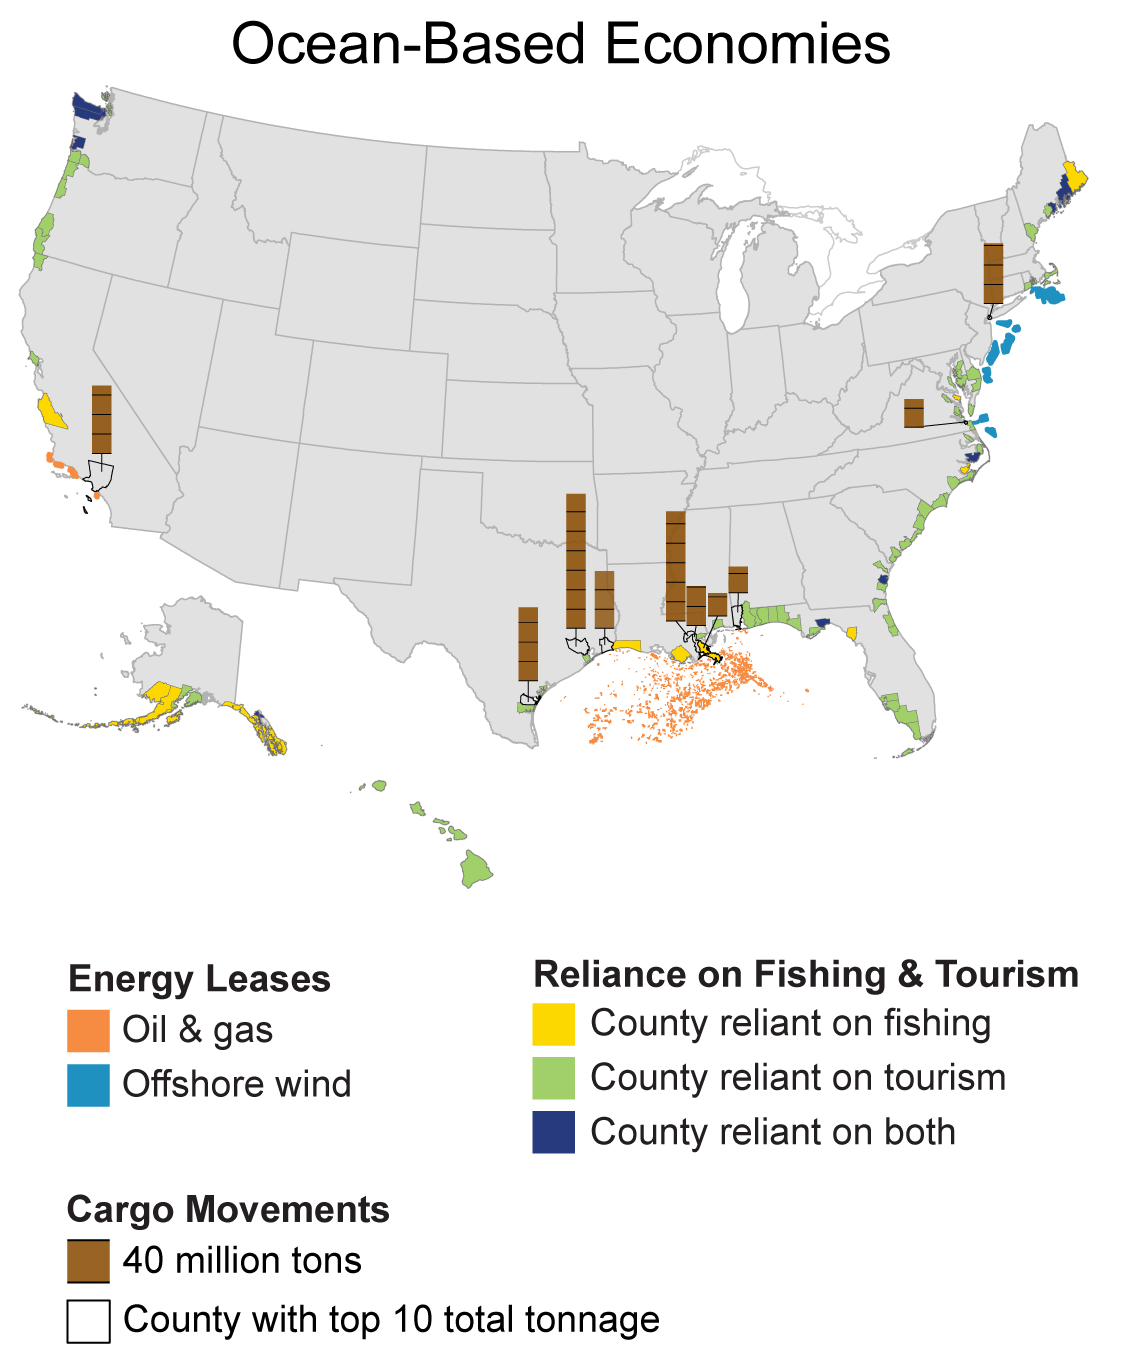 Ocean-Based Economies
Energy Leases
Oil & gas
Offshore wind
Reliance on Fishing & Tourism
County reliant on fishing
County reliant on tourism
County reliant on both
Cargo Movements
40 million tons
County with top 10 total tonnage